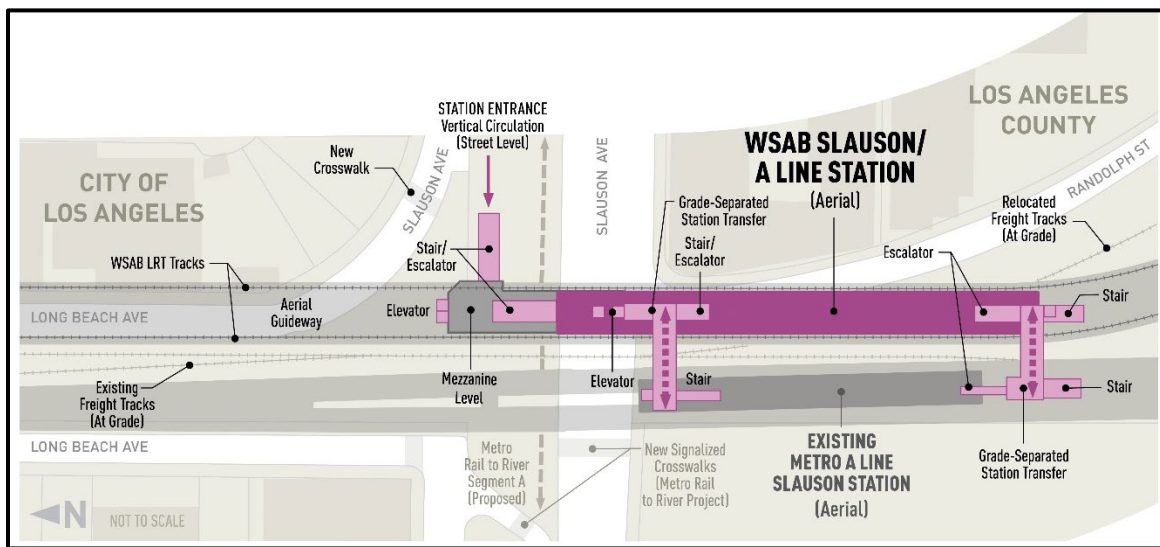 STATION ENTRANCE
Vertical Circulation
(Street Level)
New
Crosswalk
CITY OF
LOS ANGELES
SLAUSON AVE
SLAUSON AVE
WSAB SLAUSON/
A LINE STATION
(Aerial)
LOS ANGELES
COUNTY
RANDOLPH ST
Grade-Separated
Station Transfer
Relocated
Freight Tracks
(At Grade)
WSAB LRT Tracks
Stair/
Escalator
Stair/
Escalator
Escalator
Stair
LONG BEACH AVE
Aerial
Guideway
Elevator
Existing
Freight Tracks
(At Grade)
Mezzanine
Level
Elevator
Stair
Stair
LONG BEACH AVE
Metro
Rail to River
Segment A
(Proposed)
New Signalized
Crosswalks
(Metro Rail
to River Project)
EXISTING
METRO A LINE
SLAUSON STATION
(Aerial)
Grade-Separated
Station Transfer
N
NOT TO SCALE